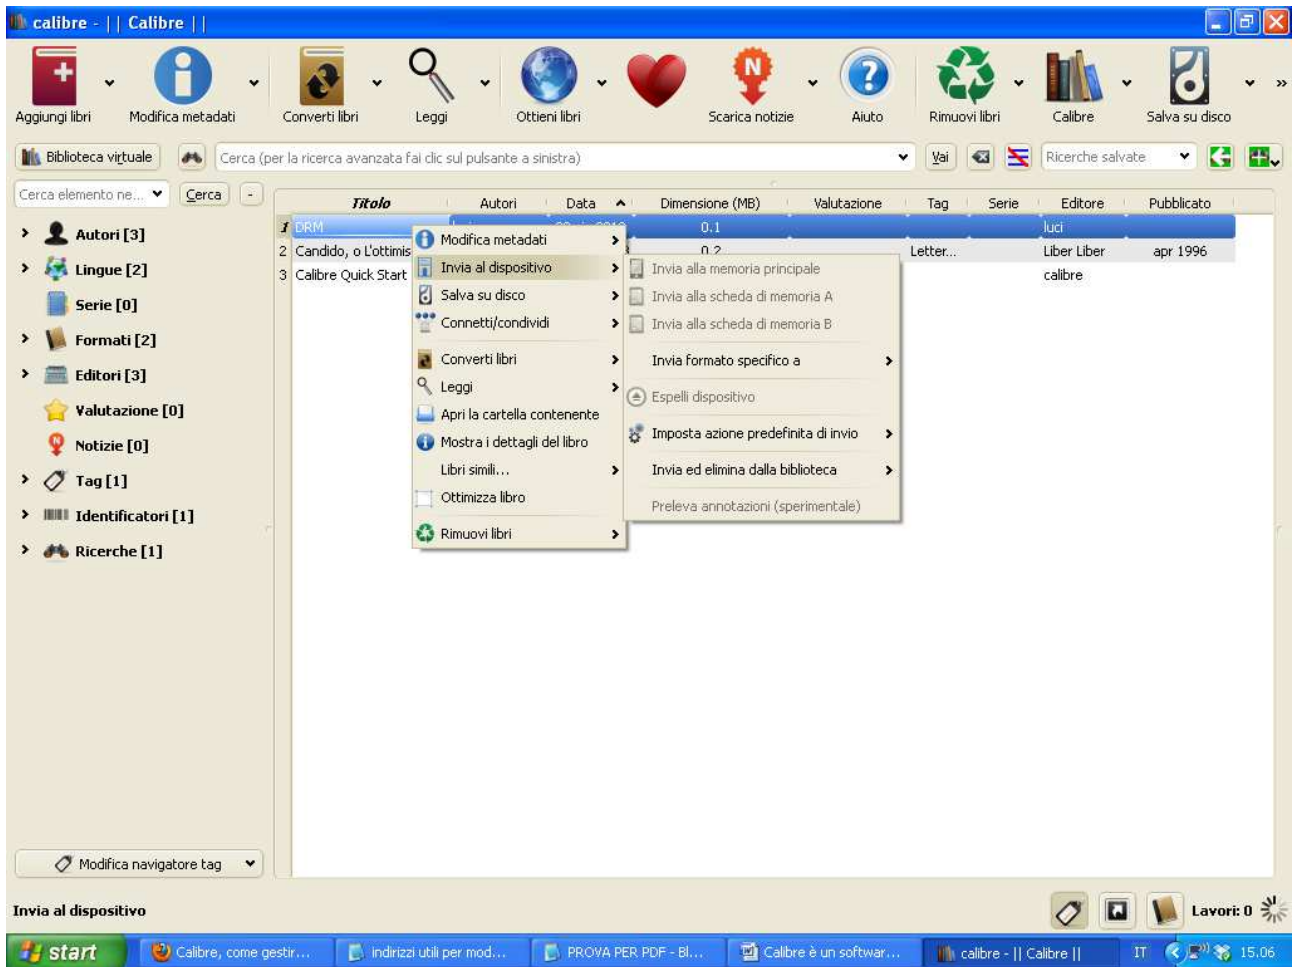 calibre - || Calibre ||
Aggiungi libri
Modifica metadati
Converti libri
Leggi
Ottieni libri
N
Scarica notizie
?
Aiuto
Rimuovi libri
Calibre
Salva su disco
»
Biblioteca virtuale
Cerca (per la ricerca avanzata fai clic sul pulsante a sinistra)
Vai
Ricerche salvate
Cerca elemento ne...
Cerca
-
Titolo Autori Data Dimensione (MB) Valutazione Tag Serie Editore Pubblicato
1 DRM 0.1 luci
2 Candido, o L'ottimis 0.2 Letter... Liber Liber apr 1996
3 Calibre Quick Start calibre
Autori [3]
Lingue [2]
Serie [0]
Formati [2]
Editori [3]
Valutazione [0]
Notizie [0]
Tag [1]
Identificatori [1]
Ricerche [1]
Modifica metadati
Invia al dispositivo
Salva su disco
Connetti/condividi
Converti libri
Leggi
Apri la cartella contenente
Mostra i dettagli del libro
Libri simili...
Ottimizza libro
Rimuovi libri
Invia alla memoria principale
Invia alla scheda di memoria A
Invia alla scheda di memoria B
Invia formato specifico a
Espelli dispositivo
Imposta azione predefinita di invio
Invia ed elimina dalla biblioteca
Preleva annotazioni (sperimentale)
Modifica navigatore tag
Invia al dispositivo
Lavori: 0
start
Calibre, come gestir...
indirizzi utili per mod...
PROVA PER PDF - Bl...
Calibre è un softwar...
calibre - || Calibre ||
IT
15.06